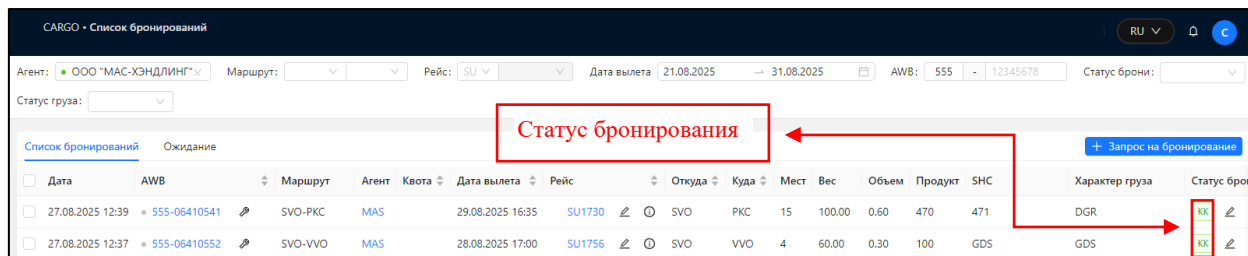 CARGO • Список бронирований
RU
C
Агент: ООО "МАС-ХЭНДЛИНГ" Маршрут: Рейс: SU Дата вылета 21.08.2025 → 31.08.2025 AWB: 555 - 12345678 Статус брони:
Статус груза:
Статус бронирования
Список бронирований Ожидание + Запрос на бронирование
Дата AWB Маршрут Агент Квота Дата вылета Рейс Откуда Куда Мест Вес Объем Продукт SHC Характер груза Статус брон
27.08.2025 12:39 555-06410541 SVO-PKC MAS 29.08.2025 16:35 SU1730 SVO PKC 15 100.00 0.60 470 471 DGR KK
27.08.2025 12:37 555-06410552 SVO-VVO MAS 28.08.2025 17:00 SU1756 SVO VVO 4 60.00 0.30 100 GDS GDS KK